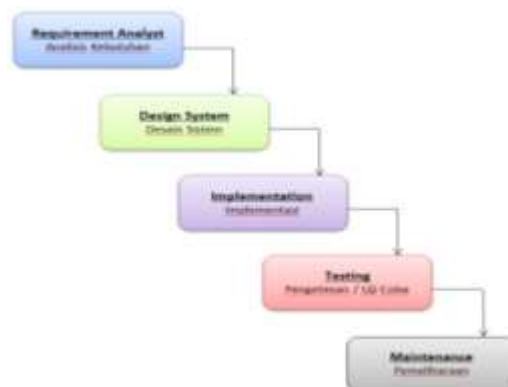 Requirement Analyst
Analisis Kebutuhan
Design System
Desain Sistem
Implementation
Implementasi
Testing
Pengetesan / Uji Coba
Maintenance
Pemeliharaan